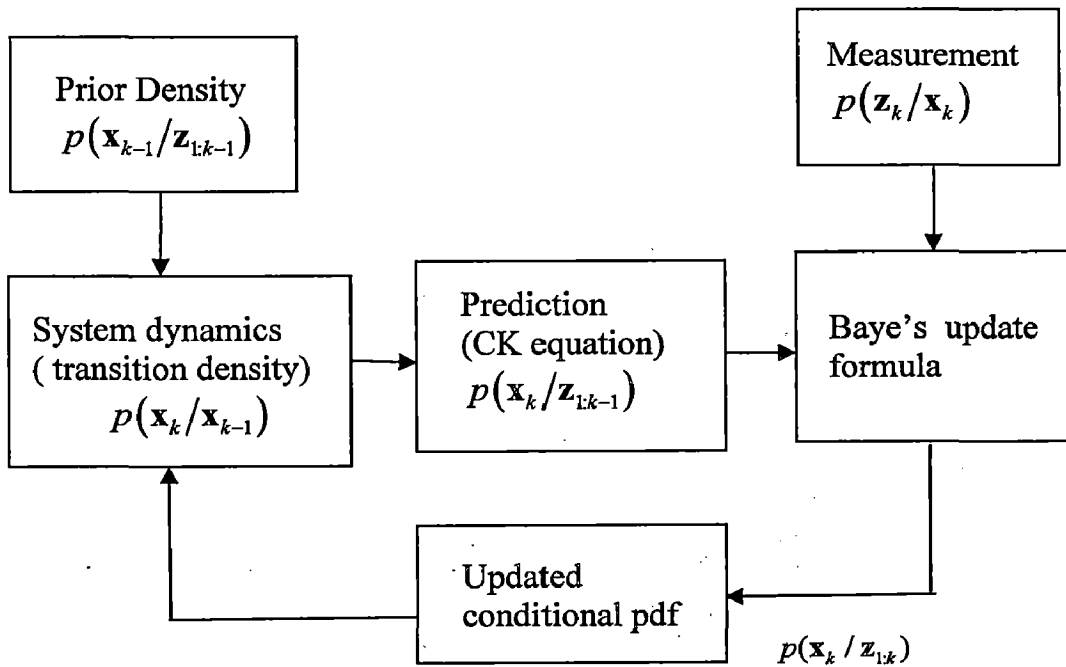 Prior Density
p(x_{k-1}/z_{1:k-1})
Measurement
p(z_k/x_k)
System dynamics
( transition density)
p(x_k/x_{k-1})
Prediction
(CK equation)
p(x_k/z_{1:k-1})
Baye's update
formula
Updated
conditional pdf
p(x_k / z_{1:k})